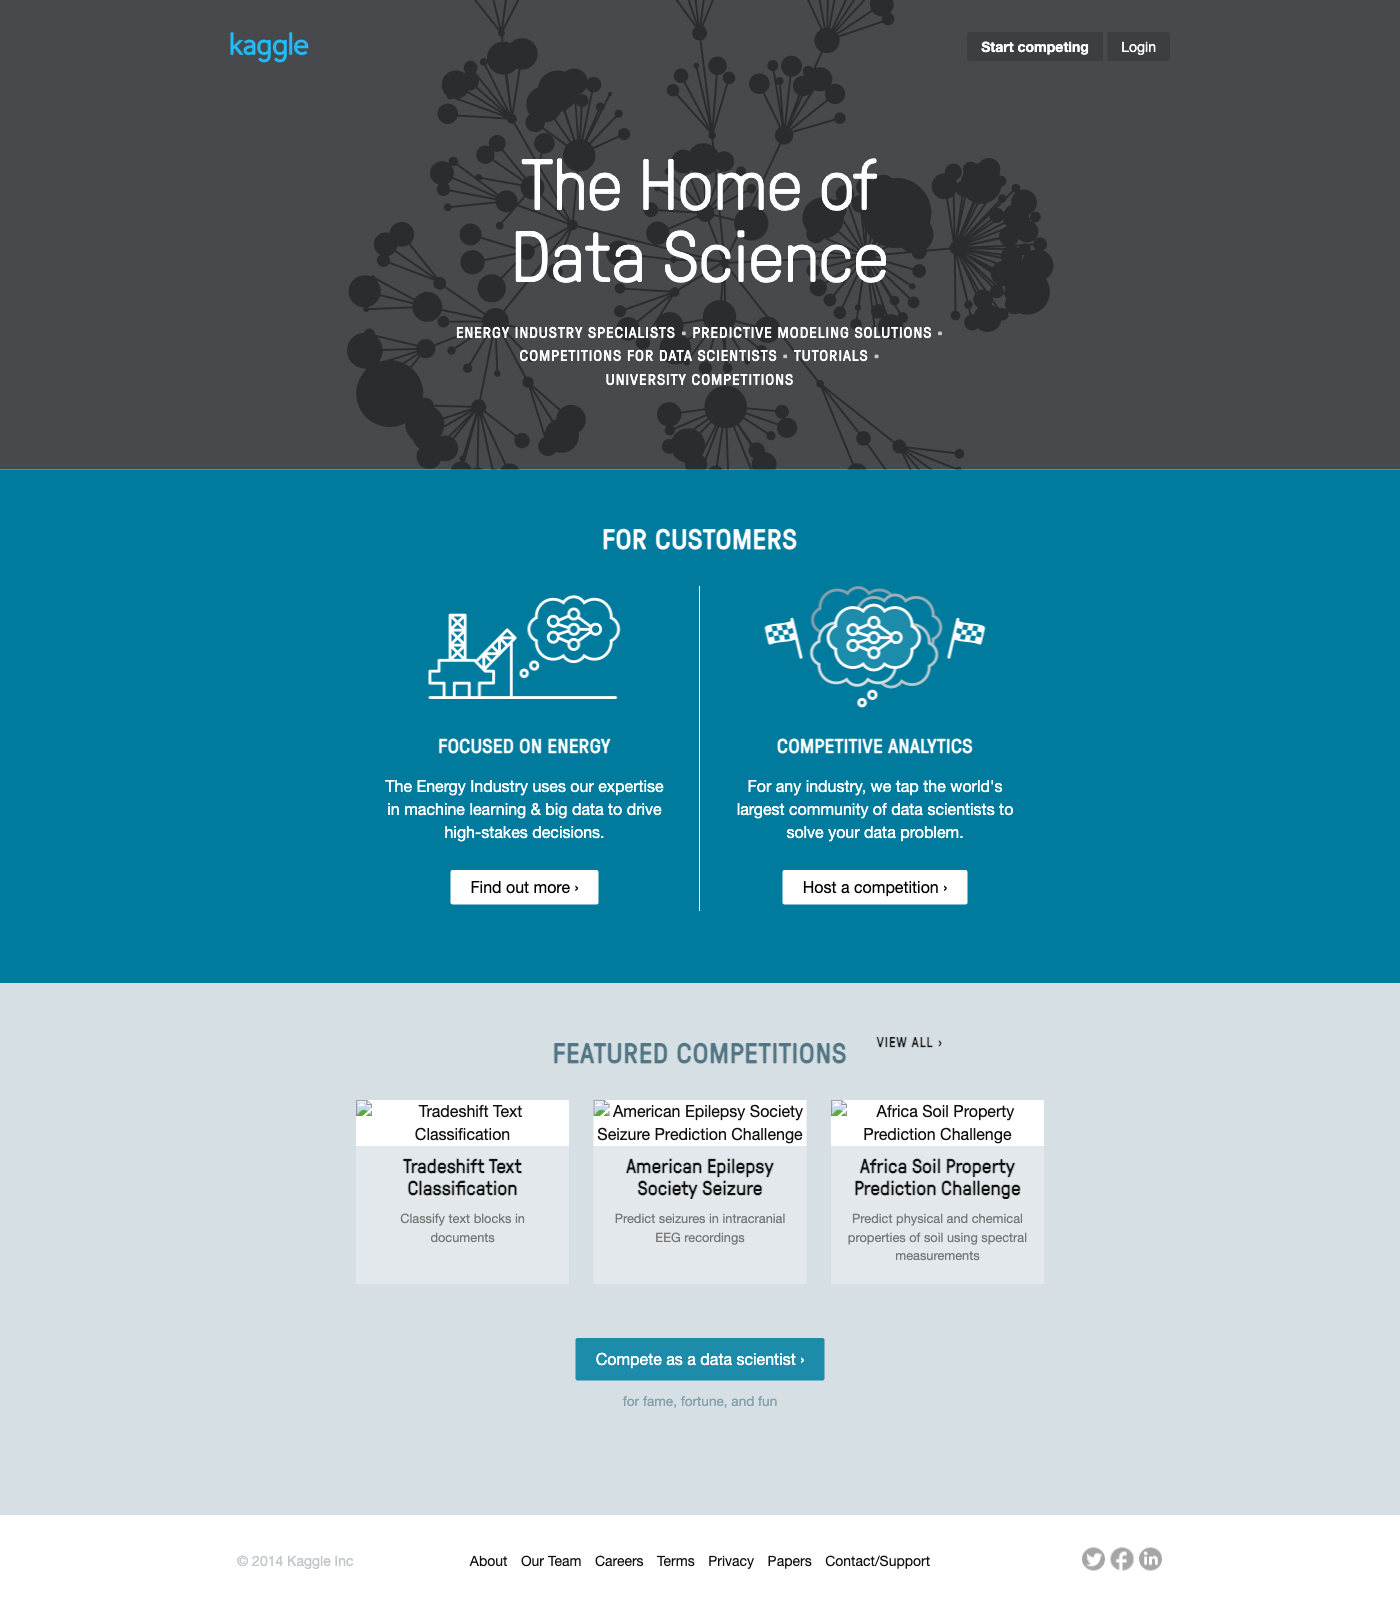 kaggle
Start competing
Login
The Home of
Data Science
ENERGY INDUSTRY SPECIALISTS • PREDICTIVE MODELING SOLUTIONS •
COMPETITIONS FOR DATA SCIENTISTS • TUTORIALS •
UNIVERSITY COMPETITIONS
FOR CUSTOMERS
FOCUSED ON ENERGY
The Energy Industry uses our expertise
in machine learning & big data to drive
high-stakes decisions.
Find out more ›
COMPETITIVE ANALYTICS
For any industry, we tap the world's
largest community of data scientists to
solve your data problem.
Host a competition ›
FEATURED COMPETITIONS
VIEW ALL ›
Tradeshift Text
Classification
Tradeshift Text
Classification
Classify text blocks in
documents
American Epilepsy Society
Seizure Prediction Challenge
American Epilepsy
Society Seizure
Predict seizures in intracranial
EEG recordings
Africa Soil Property
Prediction Challenge
Africa Soil Property
Prediction Challenge
Predict physical and chemical
properties of soil using spectral
measurements
Compete as a data scientist ›
for fame, fortune, and fun
© 2014 Kaggle Inc
About Our Team Careers Terms Privacy Papers Contact/Support